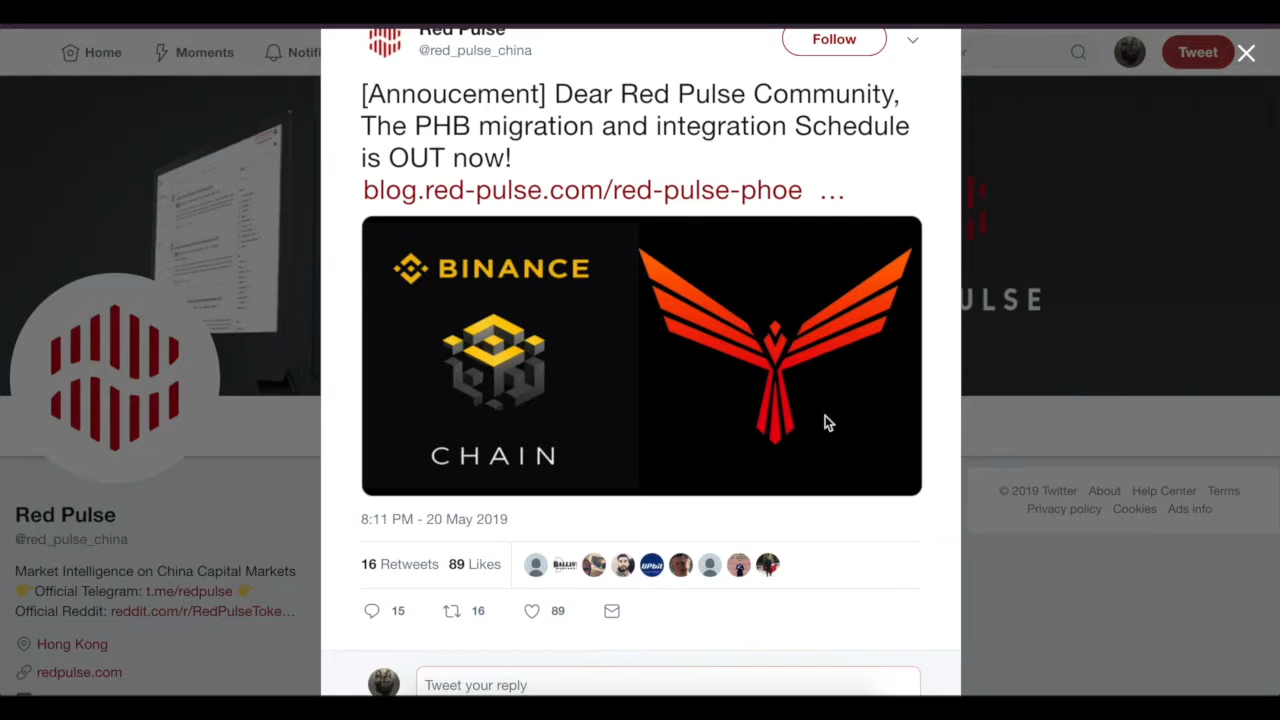 Home
Moments
Notifi
Red Pulse
@red_pulse_china
Follow
Tweet
[Annoucement] Dear Red Pulse Community,
The PHB migration and integration Schedule
is OUT now!
blog.red-pulse.com/red-pulse-phoe …
BINANCE
CHAIN
ULSE
8:11 PM - 20 May 2019
16 Retweets 89 Likes
UPbit
15
16
89
Tweet your reply
Red Pulse
@red_pulse_china
Market Intelligence on China Capital Markets
👉Official Telegram: t.me/redpulse 👉
Official Reddit: reddit.com/r/RedPulseToke…
Hong Kong
redpulse.com
© 2019 Twitter About Help Center Terms
Privacy policy Cookies Ads info